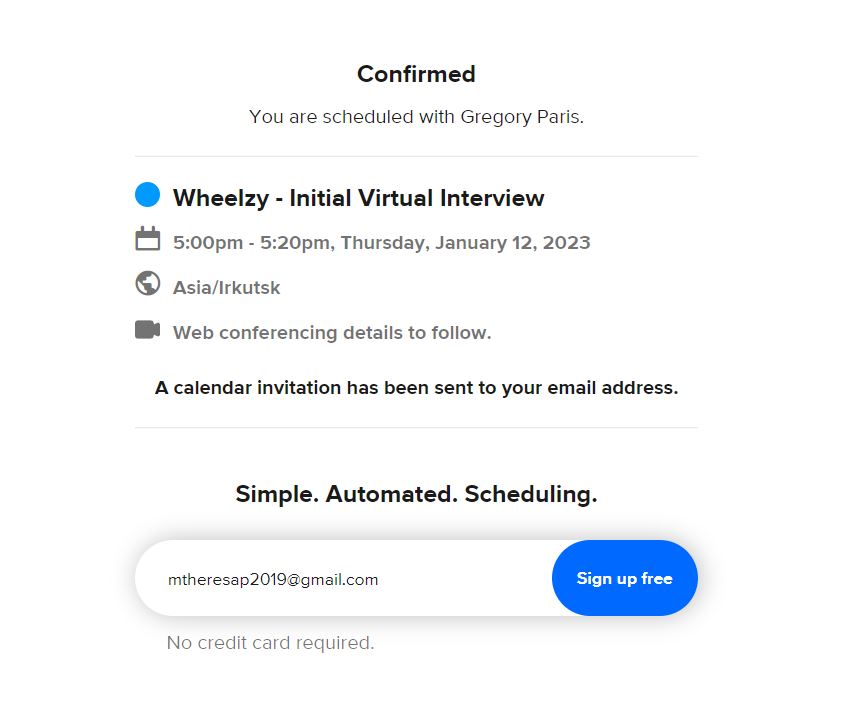 Confirmed
You are scheduled with Gregory Paris.
Wheelzy - Initial Virtual Interview
5:00pm - 5:20pm, Thursday, January 12, 2023
Asia/Irkutsk
Web conferencing details to follow.
A calendar invitation has been sent to your email address.
Simple. Automated. Scheduling.
mtheresap2019@gmail.com
Sign up free
No credit card required.